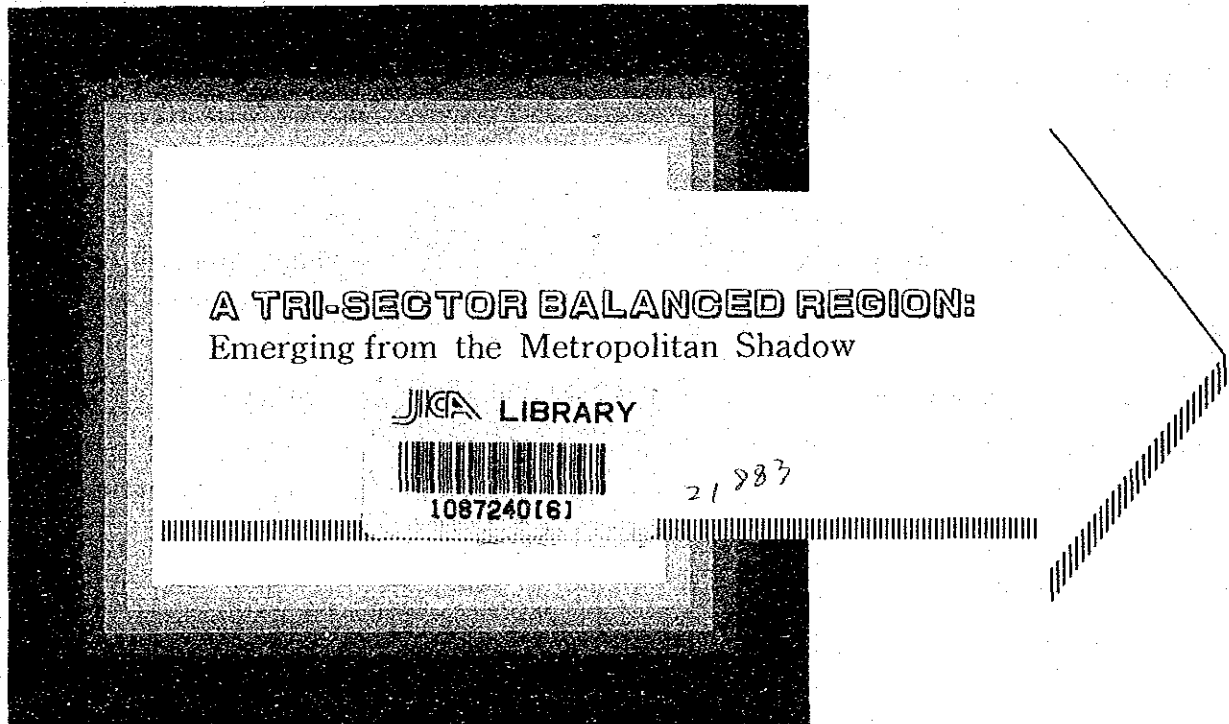 A TRI-SECTOR BALANCED REGION:
Emerging from the Metropolitan Shadow
JICA LIBRARY
1087240[6]
21883